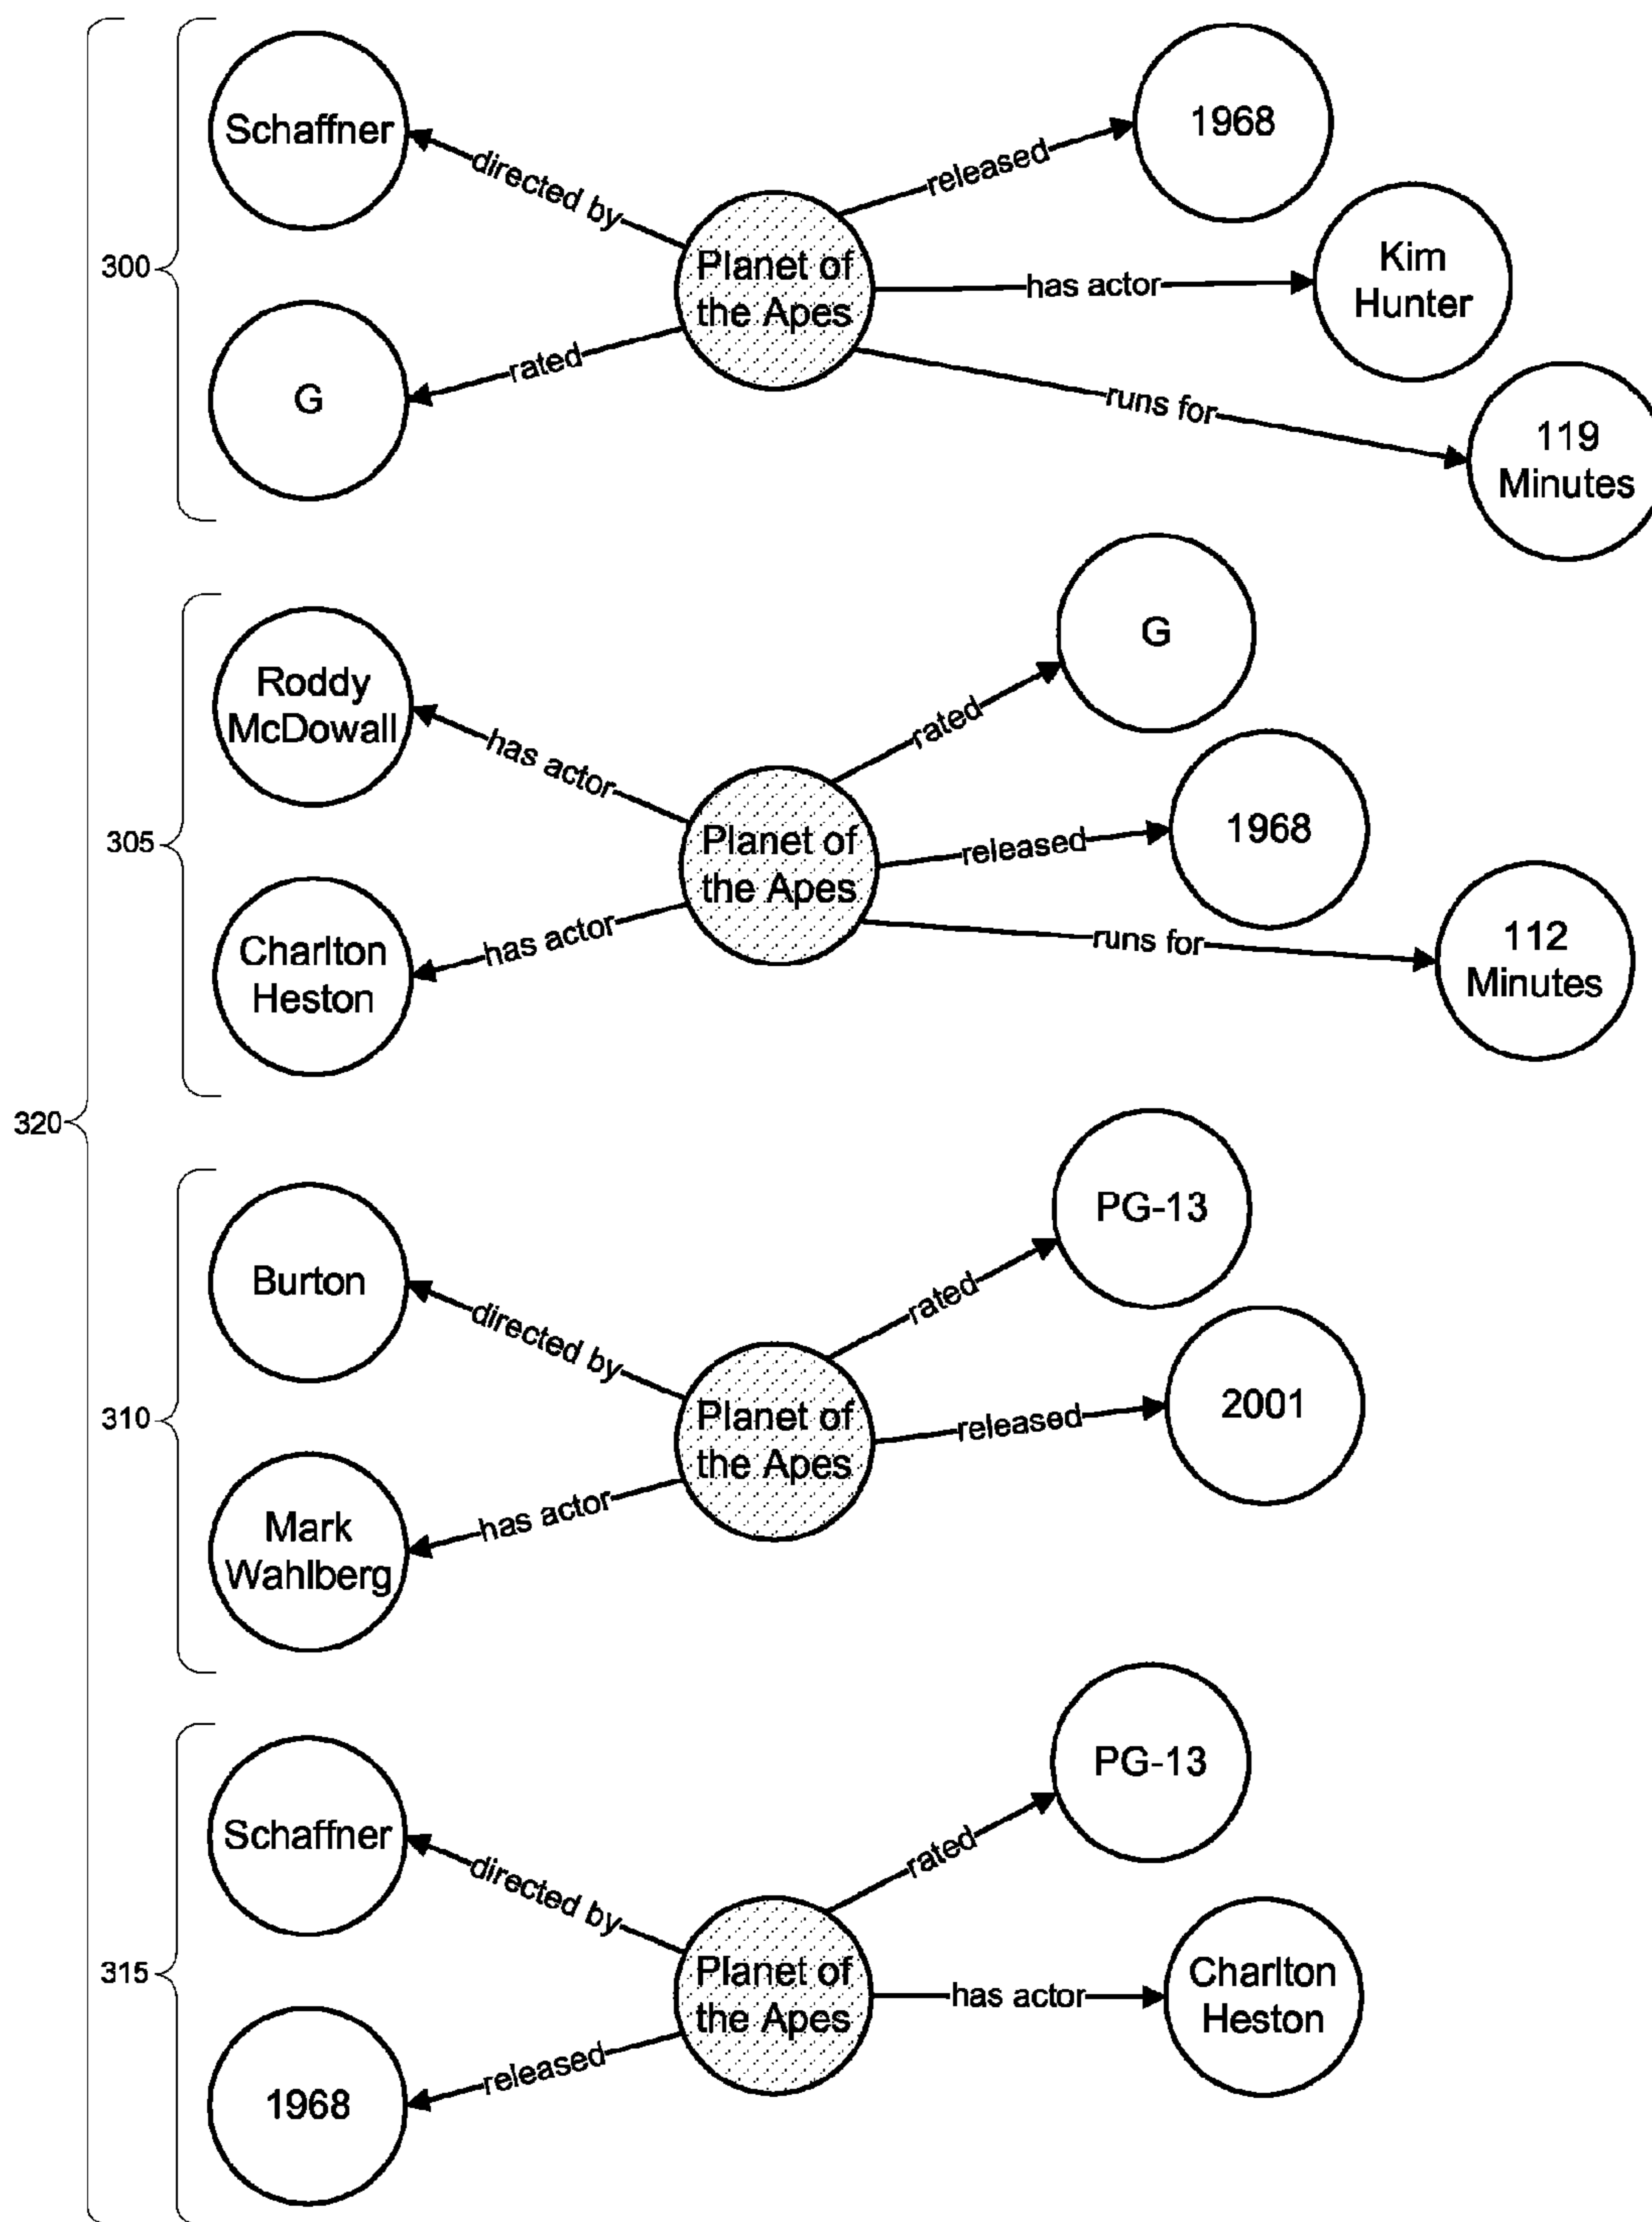 Schaffner
directed by
released
1968
300
Planet of
the Apes
has actor
Kim
Hunter
G
rated
runs for
119
Minutes
Roddy
McDowall
has actor
rated
G
305
Planet of
the Apes
released
1968
Charlton
Heston
has actor
runs for
112
Minutes
320
Burton
directed by
rated
PG-13
310
Planet of
the Apes
released
2001
Mark
Wahlberg
has actor
Schaffner
directed by
rated
PG-13
315
Planet of
the Apes
has actor
Charlton
Heston
1968
released